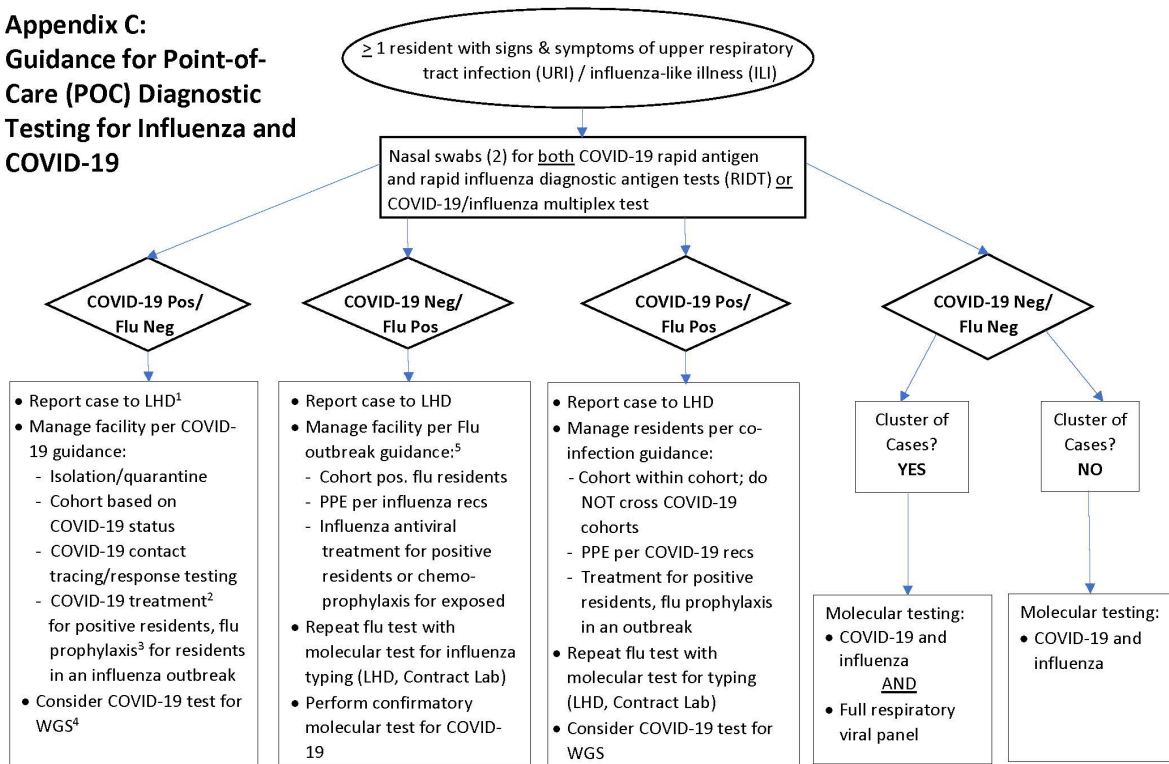 Appendix C:
Guidance for Point-of-
Care (POC) Diagnostic
Testing for Influenza and
COVID-19
≥ 1 resident with signs & symptoms of upper respiratory
tract infection (URI) / influenza-like illness (ILI)
Nasal swabs (2) for both COVID-19 rapid antigen
and rapid influenza diagnostic antigen tests (RIDT) or
COVID-19/influenza multiplex test
COVID-19 Pos/
Flu Neg
COVID-19 Neg/
Flu Pos
COVID-19 Pos/
Flu Pos
COVID-19 Neg/
Flu Neg
• Report case to LHD¹
• Manage facility per COVID-
19 guidance:
- Isolation/quarantine
- Cohort based on
COVID-19 status
- COVID-19 contact
tracing/response testing
- COVID-19 treatment²
for positive residents, flu
prophylaxis³ for residents
in an influenza outbreak
• Consider COVID-19 test for
WGS⁴
• Report case to LHD
• Manage facility per Flu
outbreak guidance:⁵
- Cohort pos. flu residents
- PPE per influenza recs
- Influenza antiviral
treatment for positive
residents or chemo-
prophylaxis for exposed
• Repeat flu test with
molecular test for influenza
typing (LHD, Contract Lab)
• Perform confirmatory
molecular test for COVID-
19
• Report case to LHD
• Manage residents per co-
infection guidance:
- Cohort within cohort; do
NOT cross COVID-19
cohorts
- PPE per COVID-19 recs
- Treatment for positive
residents, flu prophylaxis
in an outbreak
• Repeat flu test with
molecular test for typing
(LHD, Contract Lab)
• Consider COVID-19 test for
WGS
Cluster of
Cases?
YES
Cluster of
Cases?
NO
Molecular testing:
• COVID-19 and
influenza
AND
• Full respiratory
viral panel
Molecular testing:
• COVID-19 and
influenza